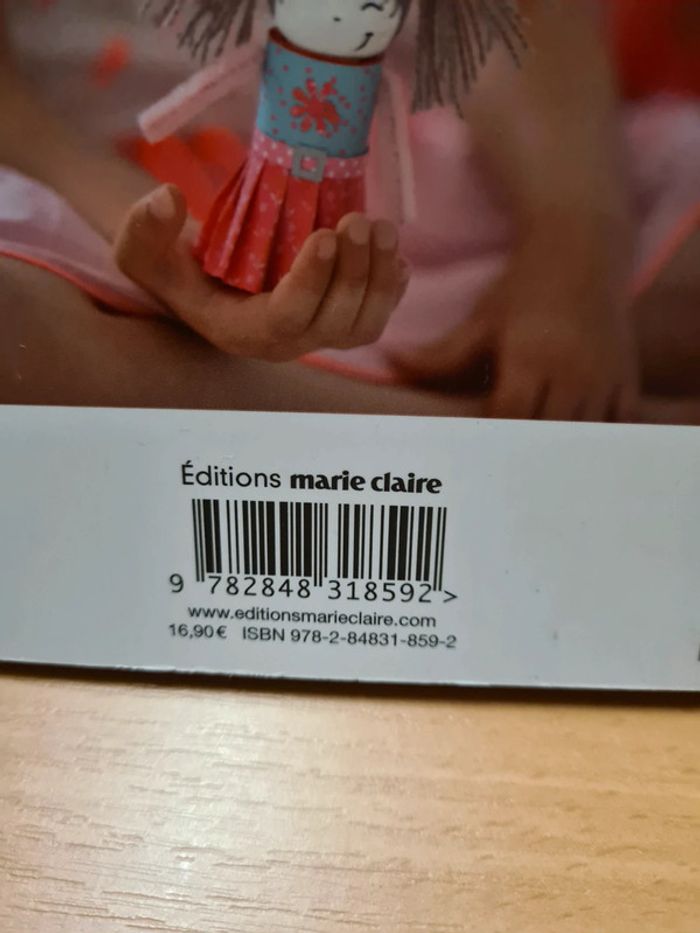 Éditions marie claire
9 782848 318592 >
www.editionsmarieclaire.com
16,90€ ISBN 978-2-84831-859-2